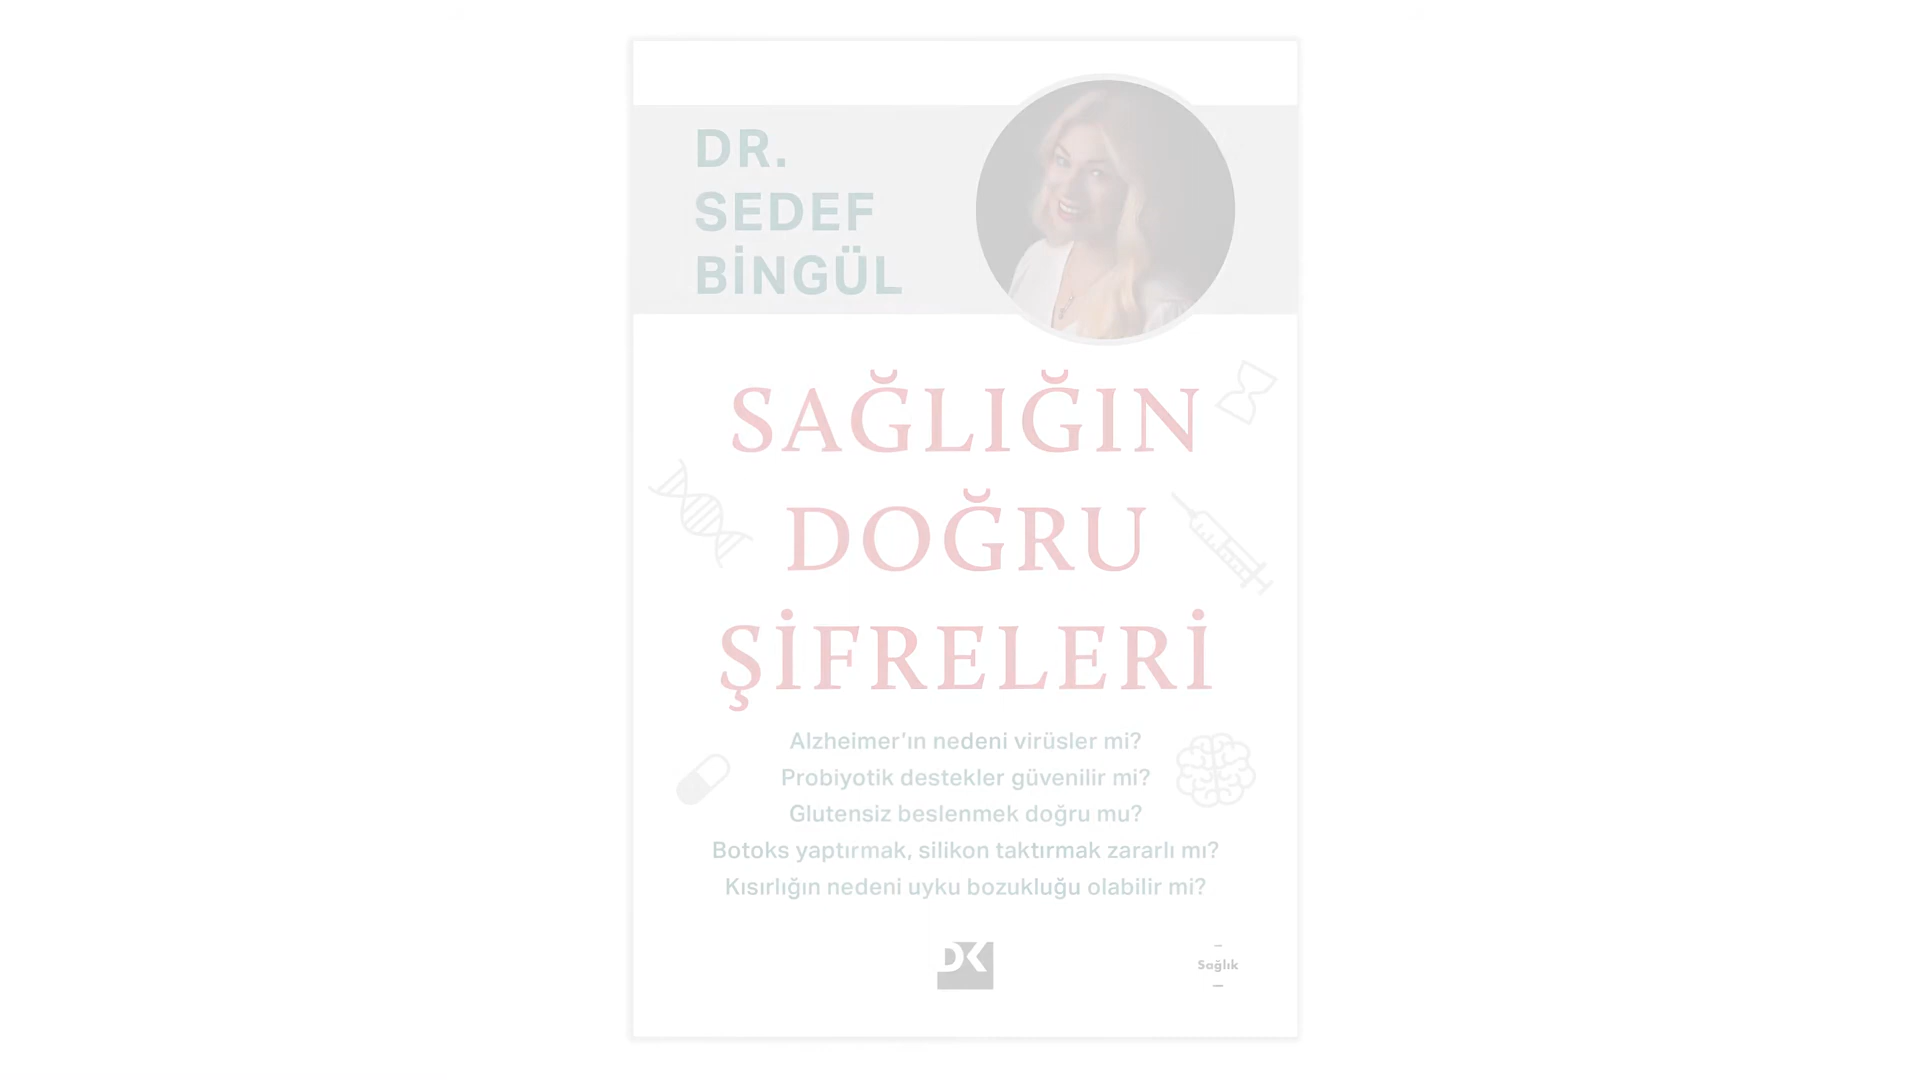 DR.
SEDEF
BİNGÜL
SAĞLIĞIN
DOĞRU
ŞİFRELERİ
Alzheimer’ın nedeni virüsler mi?
Probiyotik destekler güvenilir mi?
Glutensiz beslenmek doğru mu?
Botoks yaptırmak, silikon taktırmak zararlı mı?
Kısırlığın nedeni uyku bozukluğu olabilir mi?
DK
Sağlık